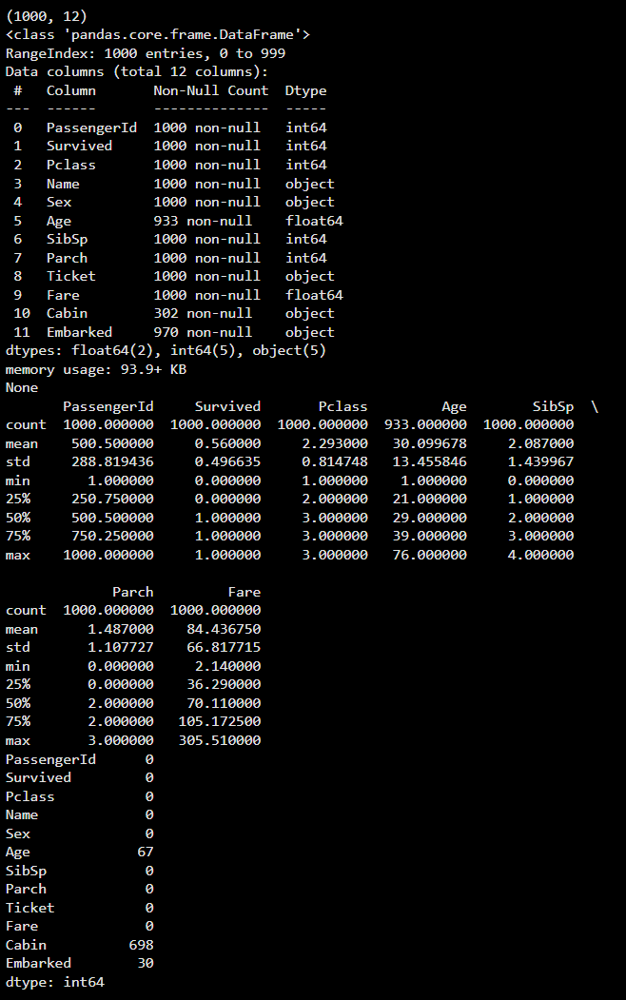 (1000, 12)
<class 'pandas.core.frame.DataFrame'>
RangeIndex: 1000 entries, 0 to 999
Data columns (total 12 columns):
 #   Column       Non-Null Count  Dtype
---  ------       --------------  -----
 0   PassengerId  1000 non-null   int64
 1   Survived     1000 non-null   int64
 2   Pclass       1000 non-null   int64
 3   Name         1000 non-null   object
 4   Sex          1000 non-null   object
 5   Age          933 non-null    float64
 6   SibSp        1000 non-null   int64
 7   Parch        1000 non-null   int64
 8   Ticket       1000 non-null   object
 9   Fare         1000 non-null   float64
 10  Cabin        302 non-null    object
 11  Embarked     970 non-null    object
dtypes: float64(2), int64(5), object(5)
memory usage: 93.9+ KB
None
       PassengerId     Survived       Pclass         Age        SibSp  \
count  1000.000000  1000.000000  1000.000000  933.000000  1000.000000
mean    500.500000     0.560000     2.293000   30.099678     2.087000
std     288.819436     0.496635     0.814748   13.455846     1.439967
min       1.000000     0.000000     1.000000    1.000000     0.000000
25%     250.750000     0.000000     2.000000   21.000000     1.000000
50%     500.500000     1.000000     3.000000   29.000000     2.000000
75%     750.250000     1.000000     3.000000   39.000000     3.000000
max    1000.000000     1.000000     3.000000   76.000000     4.000000
             Parch         Fare
count  1000.000000  1000.000000
mean      1.487000    84.436750
std       1.107727    66.817715
min       0.000000     2.140000
25%       0.000000    36.290000
50%       2.000000    70.110000
75%       2.000000   105.172500
max       3.000000   305.510000
PassengerId      0
Survived         0
Pclass           0
Name             0
Sex              0
Age             67
SibSp            0
Parch            0
Ticket           0
Fare             0
Cabin          698
Embarked        30
dtype: int64